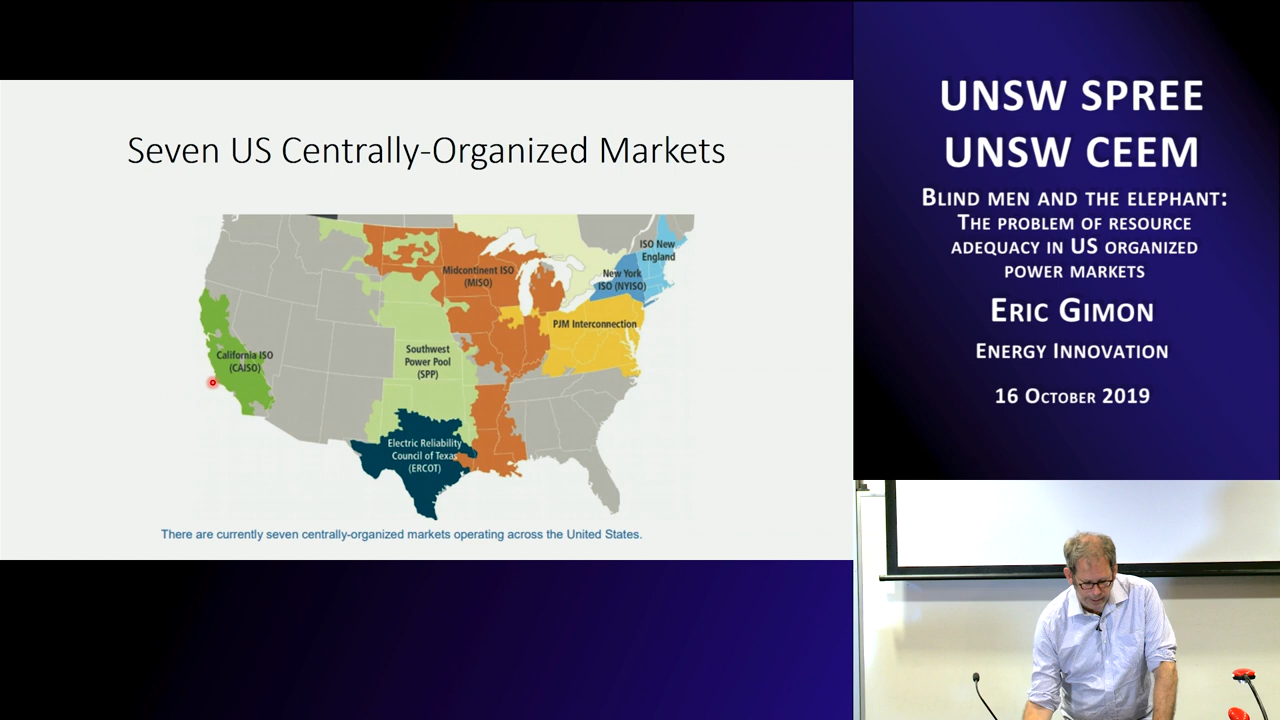 Seven US Centrally-Organized Markets
ISO New
England
New York
ISO (NYISO)
Midcontinent ISO
(MISO)
PJM Interconnection
California ISO
(CAISO)
Southwest
Power Pool
(SPP)
Electric Reliability
Council of Texas
(ERCOT)
There are currently seven centrally-organized markets operating across the United States.
UNSW SPREE
UNSW CEEM
BLIND MEN AND THE ELEPHANT:
THE PROBLEM OF RESOURCE
ADEQUACY IN US ORGANIZED
POWER MARKETS
ERIC GIMON
ENERGY INNOVATION
16 OCTOBER 2019